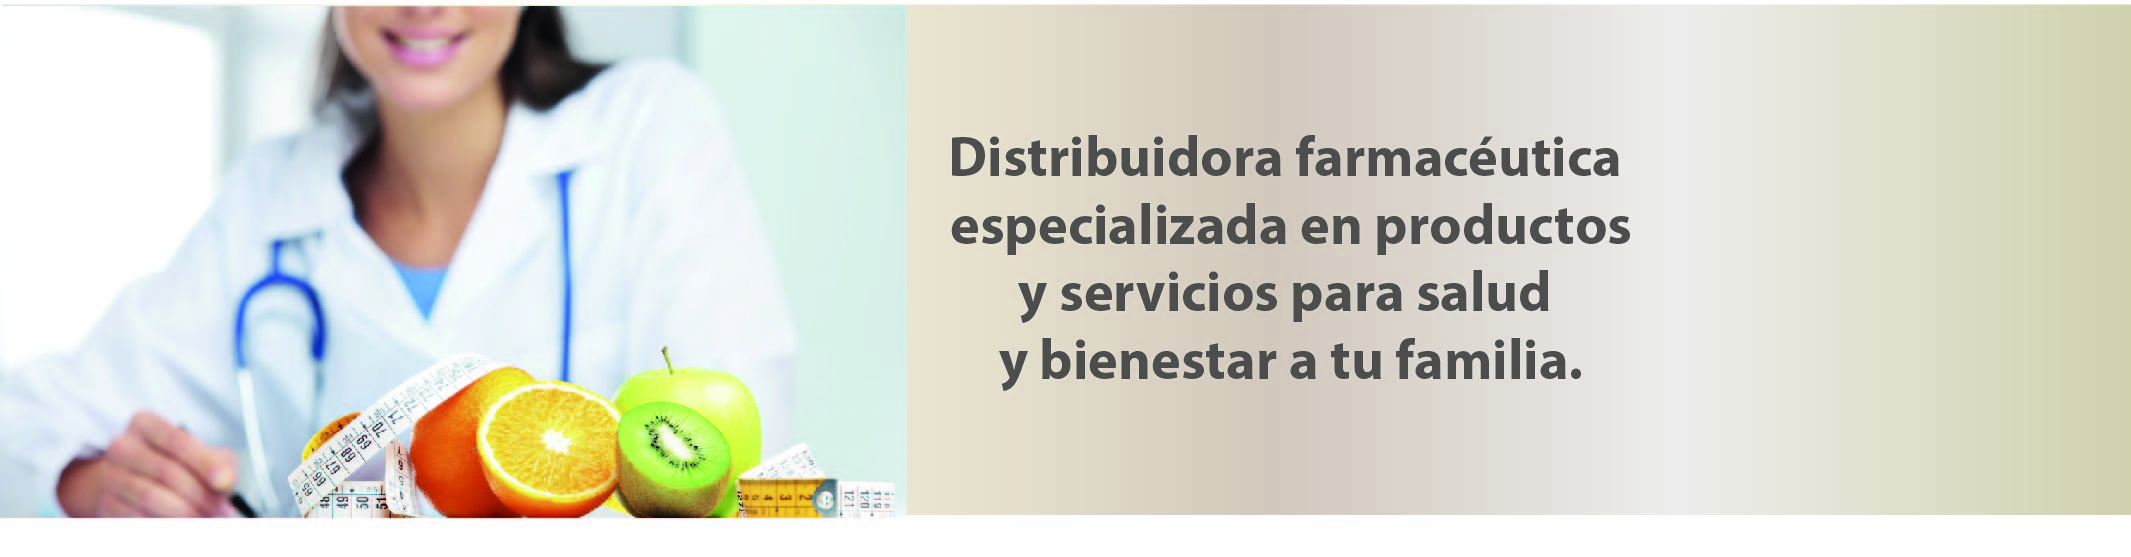 Distribuidora farmacéutica
especializada en productos
y servicios para salud
y bienestar a tu familia.